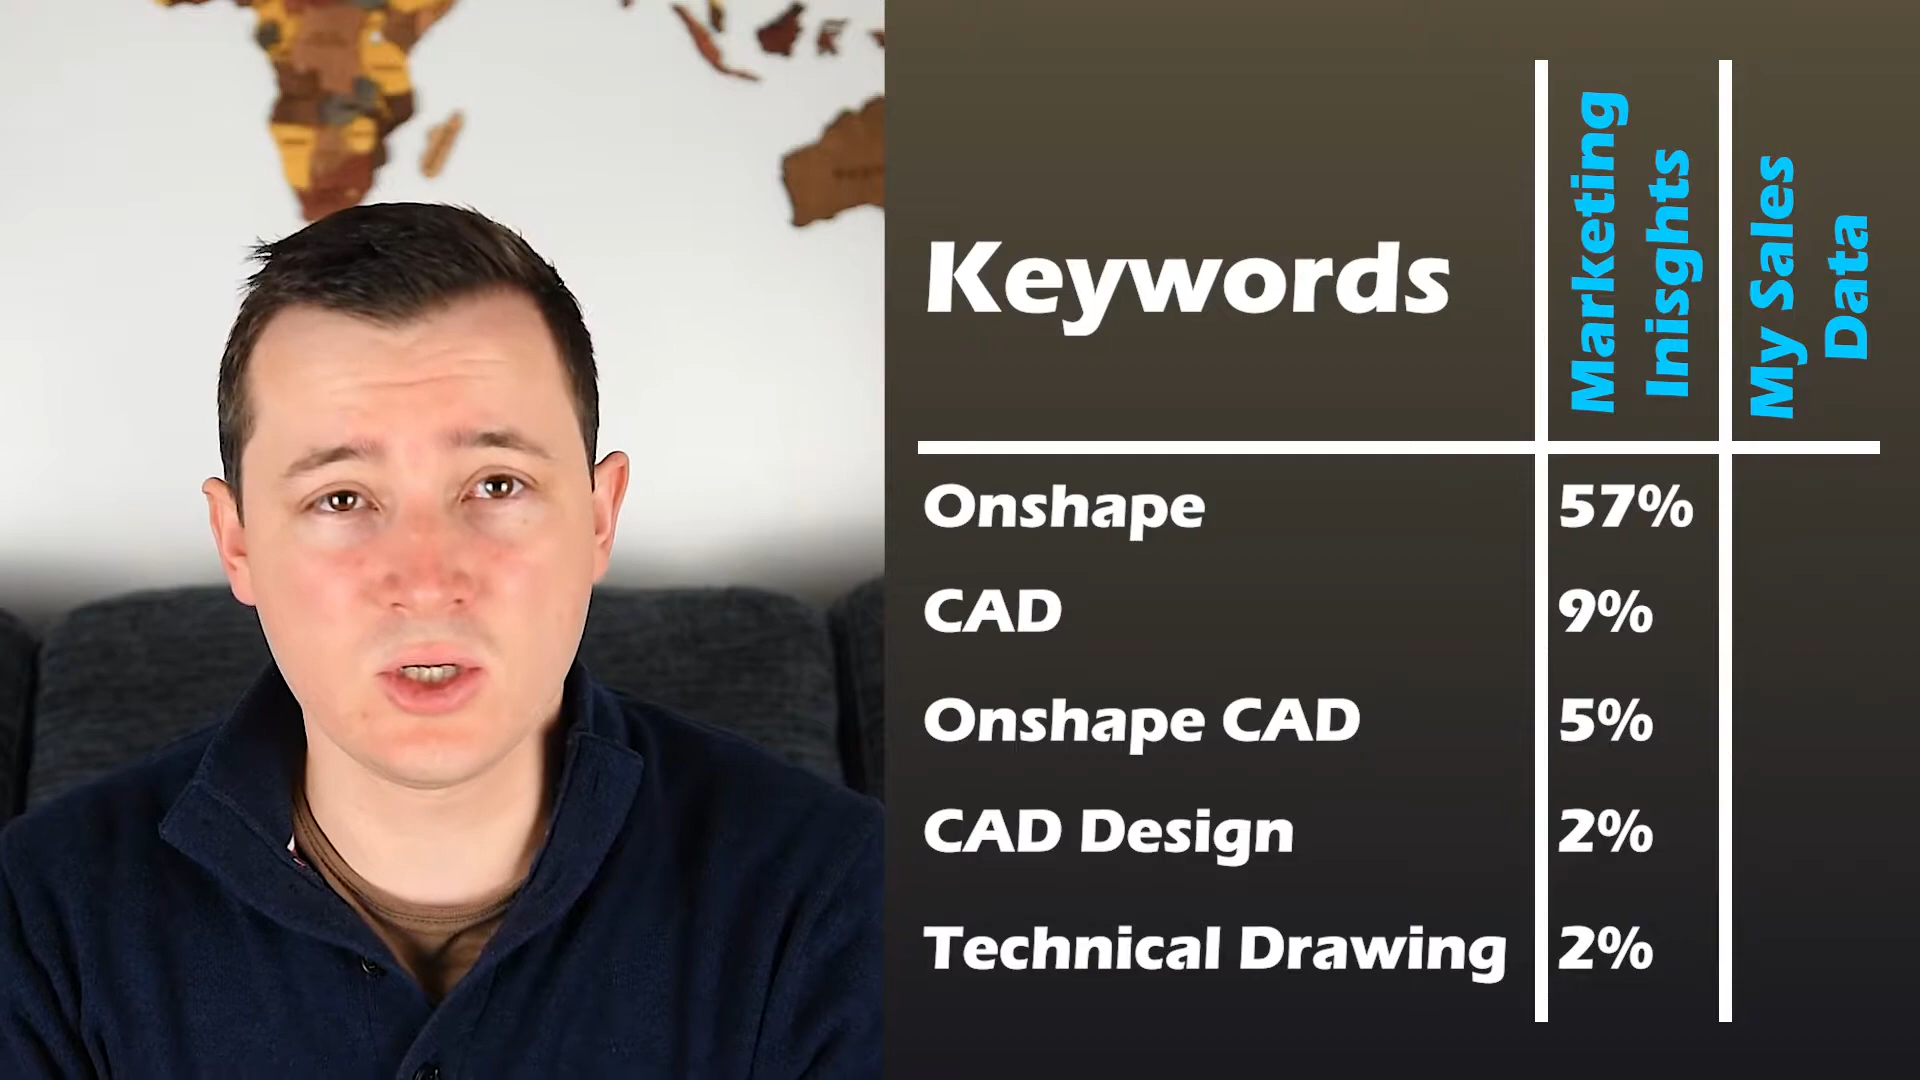 Keywords
Marketing
Inisghts
My Sales
Data
Onshape 57%
CAD 9%
Onshape CAD 5%
CAD Design 2%
Technical Drawing 2%